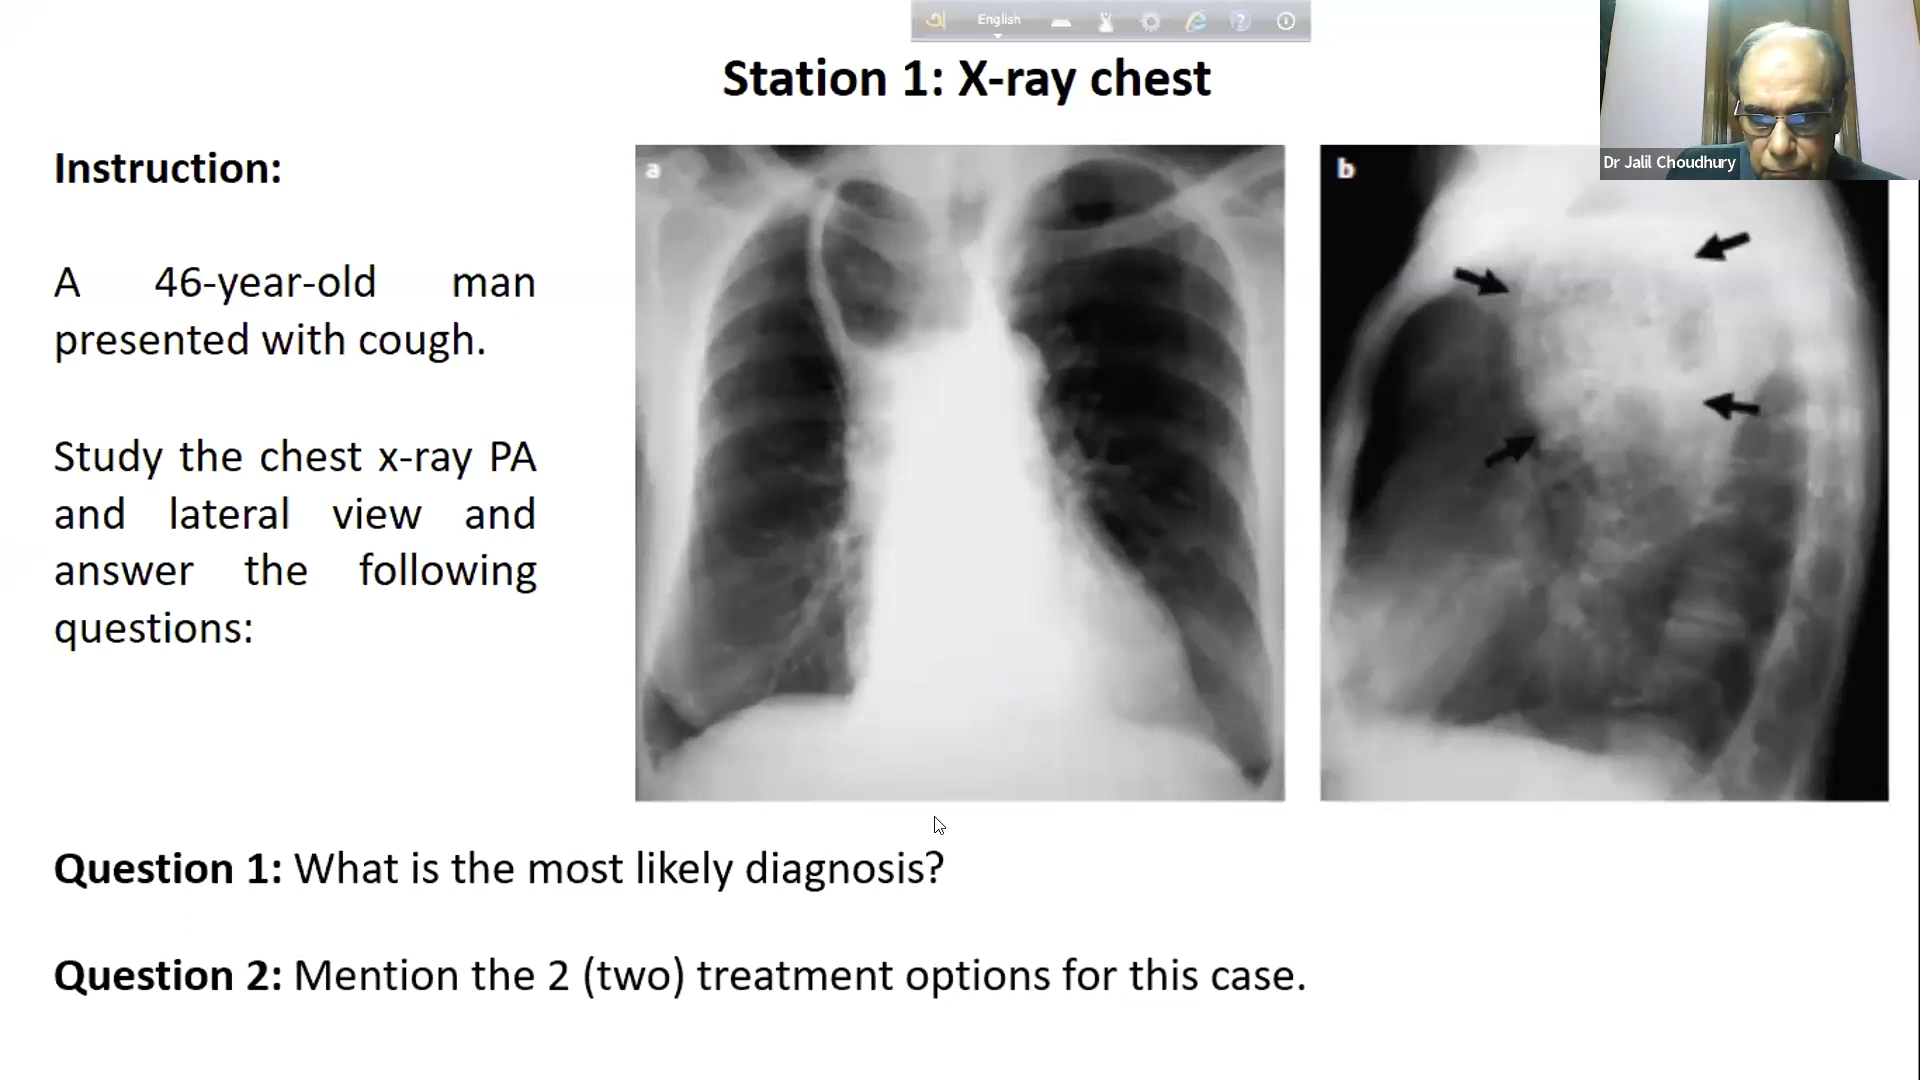 English
Station 1: X-ray chest
Dr Jalil Choudhury
Instruction:
A 46-year-old man
presented with cough.
Study the chest x-ray PA
and lateral view and
answer the following
questions:
a
b
Question 1: What is the most likely diagnosis?
Question 2: Mention the 2 (two) treatment options for this case.